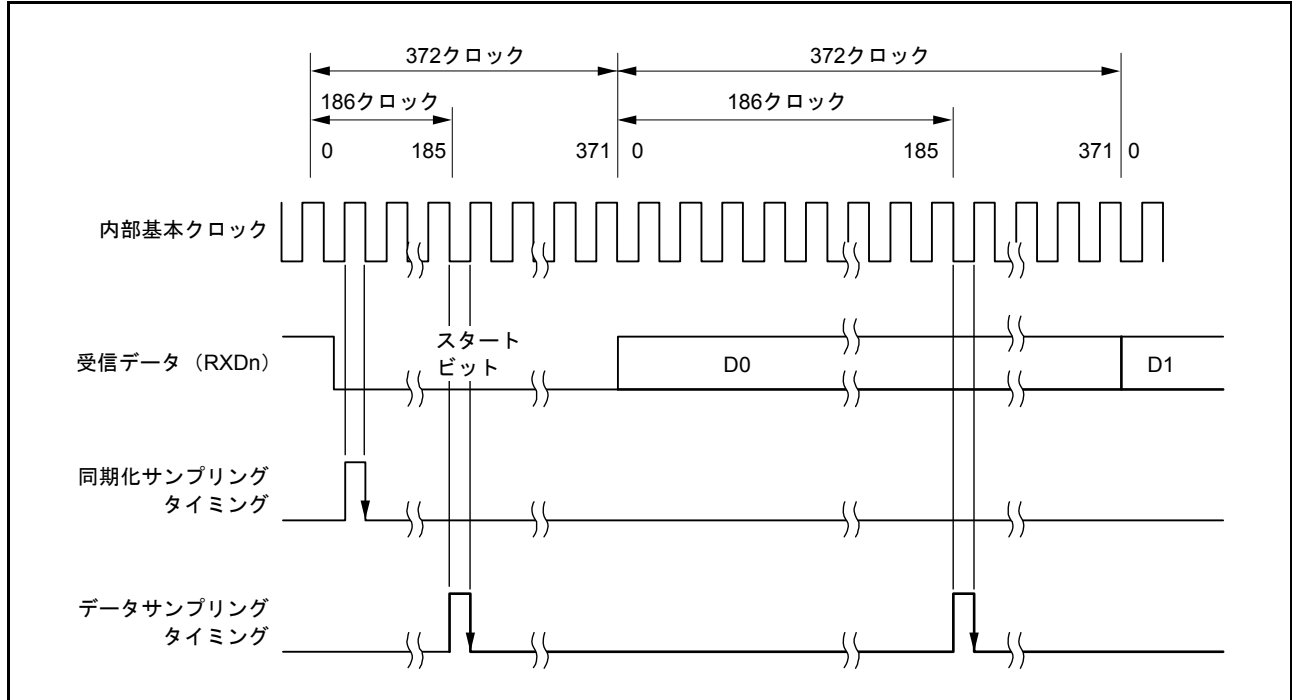 372クロック 372クロック
186クロック 186クロック
0 185 371 0 185 371 0
内部基本クロック
受信データ（RXDn）
スタート
ビット
D0
D1
同期化サンプリング
タイミング
データサンプリング
タイミング